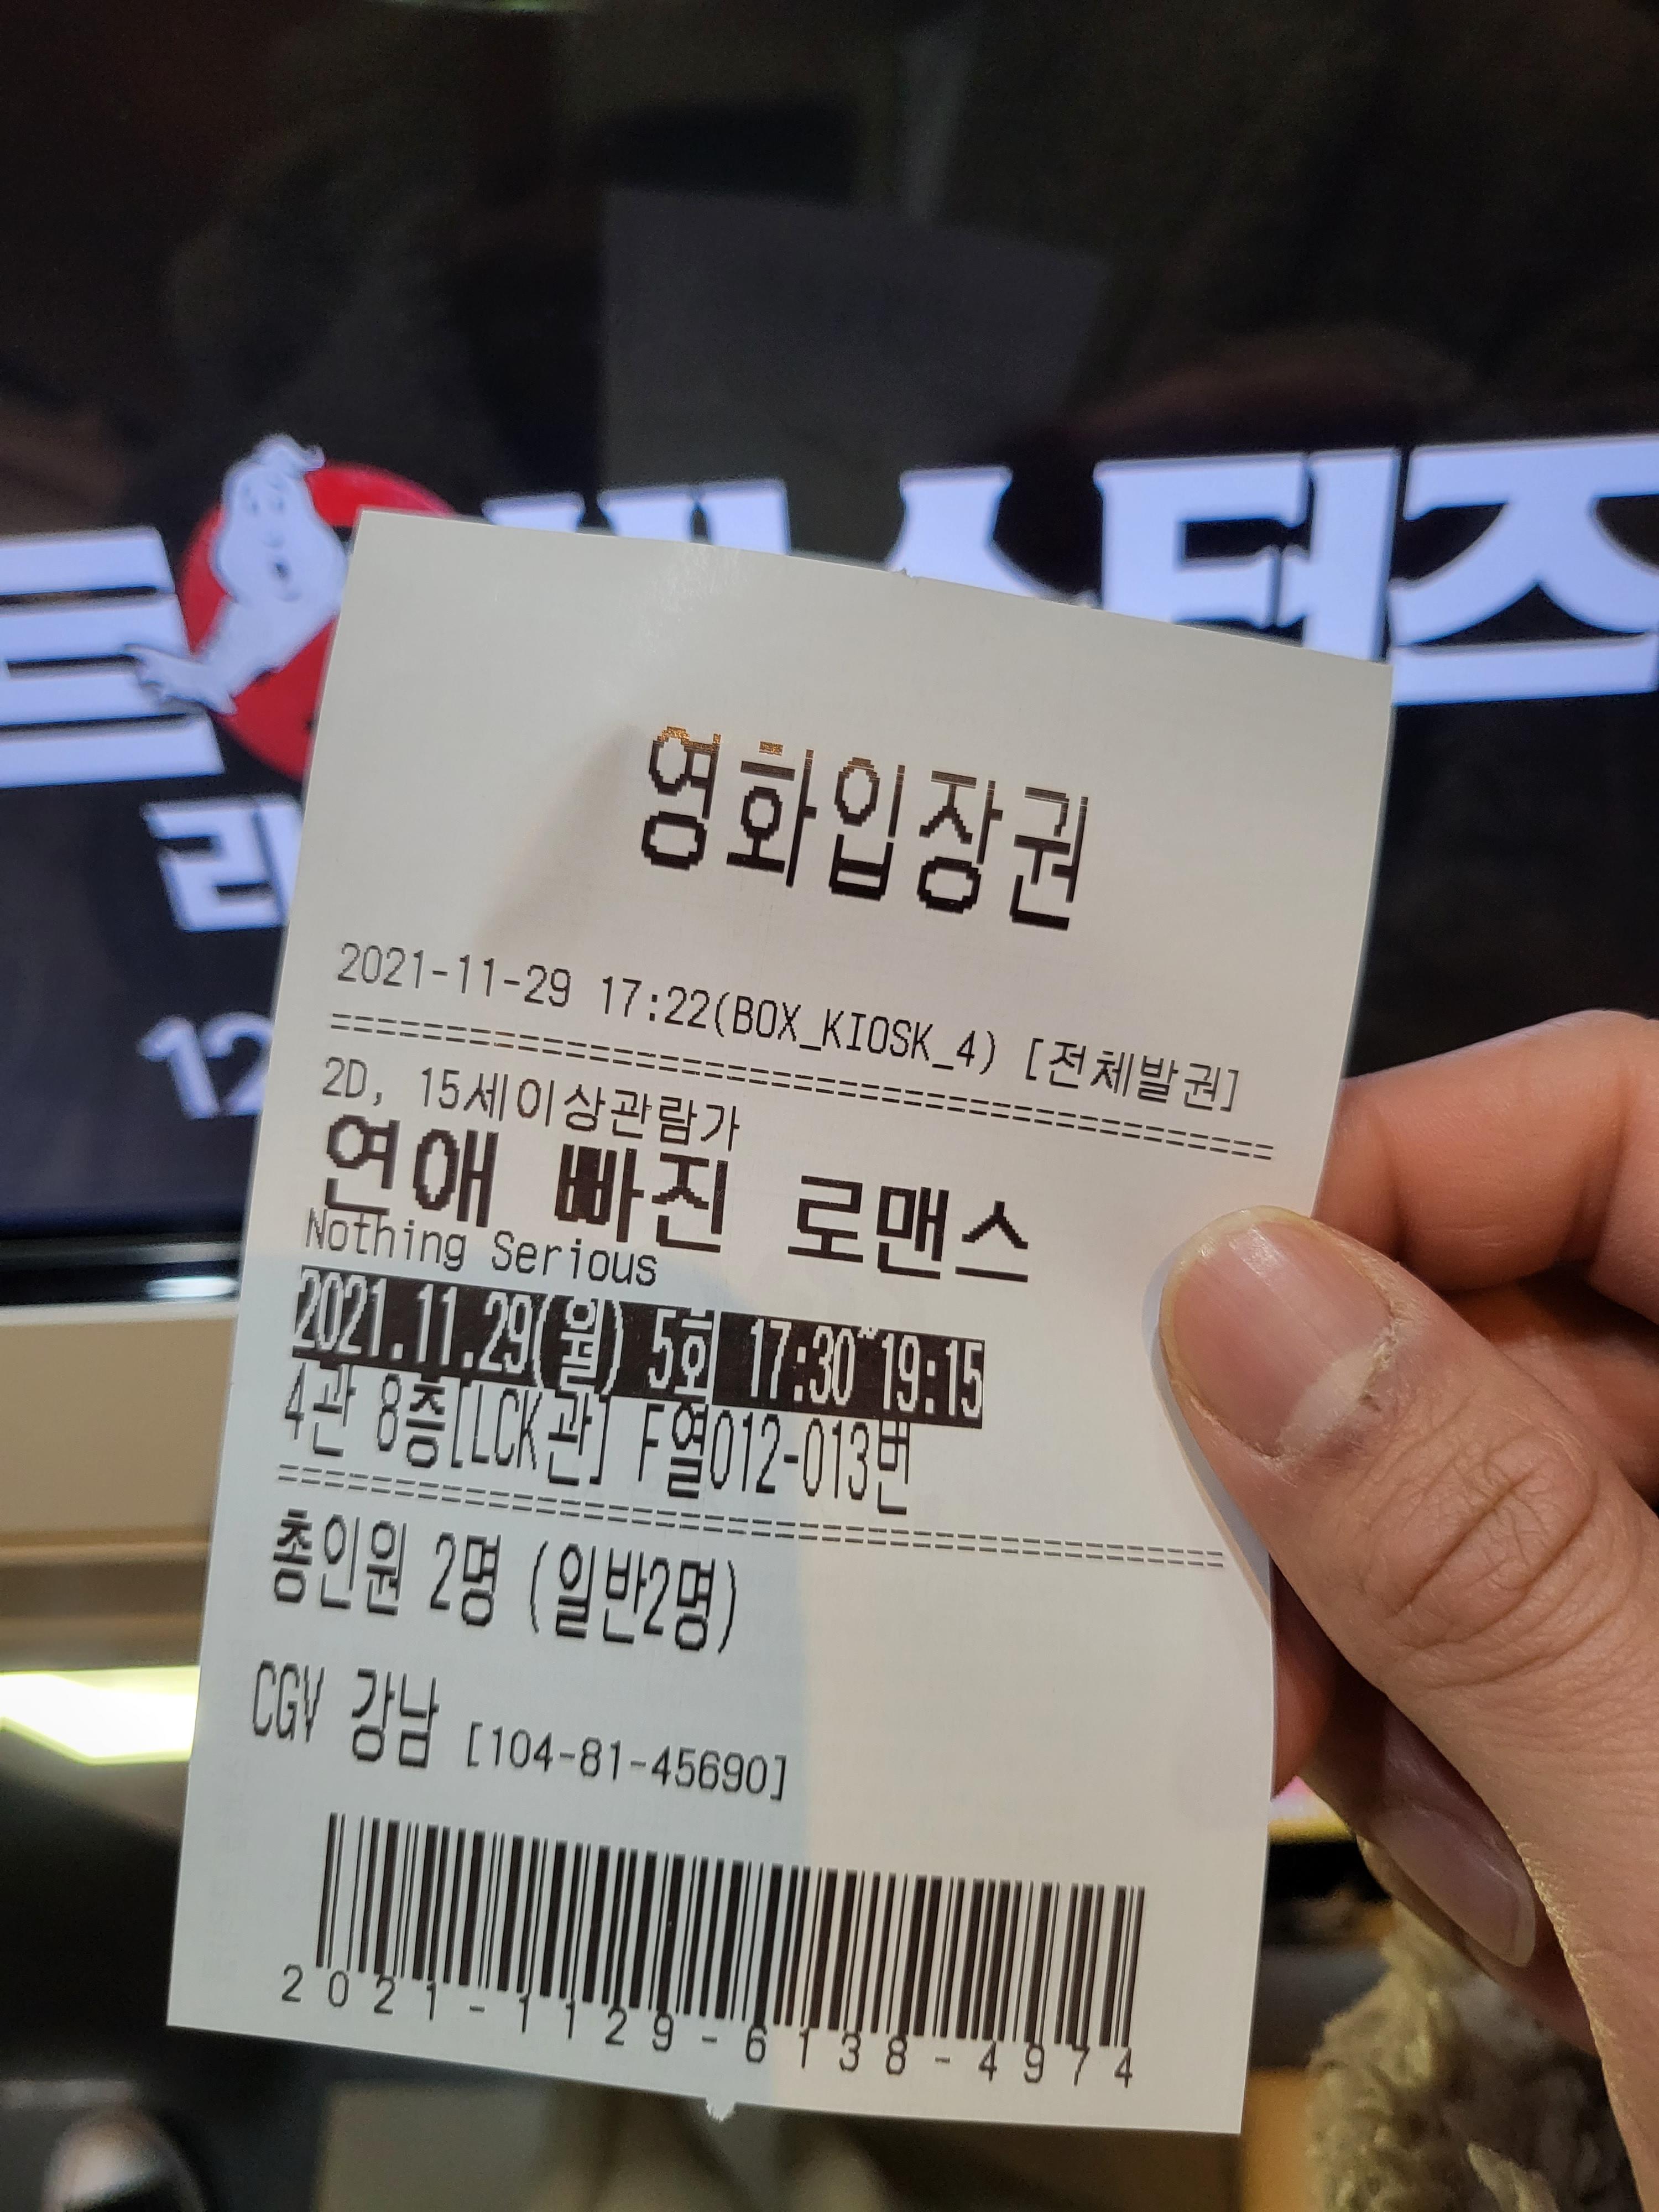 스터즈
영화입장권
2021-11-29 17:22(BOX_KIOSK_4) [전체발권]
2D, 15세이상관람가
연애 빠진 로맨스
Nothing Serious
2021.11.29(월) 5회 17:30~19:15
4관 8층[LCK관] F열012-013번
총인원 2명 (일반2명)
CGV 강남 [104-81-45690]
2021-1129-6138-4974
12